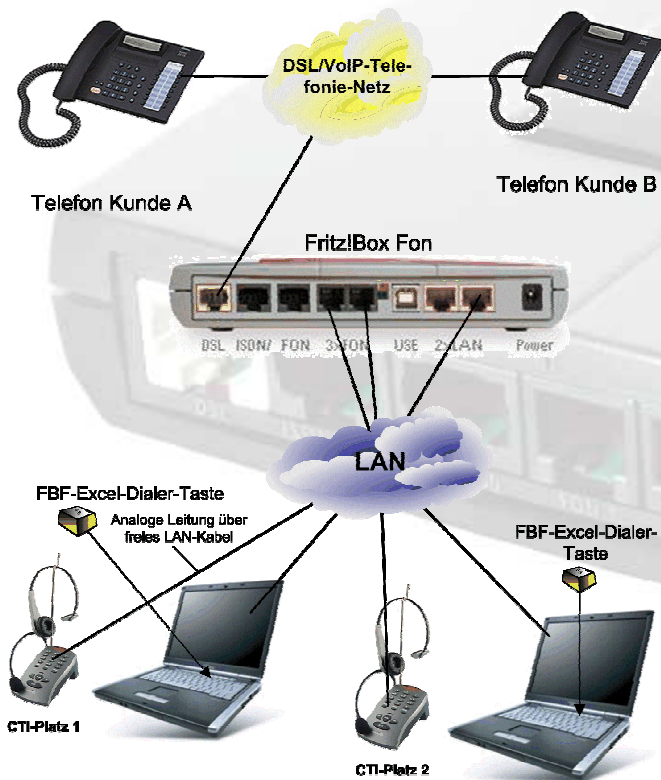 DSL/VoIP-Tele-
fonie-Netz
Telefon Kunde A
Telefon Kunde B
Fritz!Box Fon
DSL ISDN/ FON 3xFON USB 2xLAN Power
LAN
FBF-Excel-Dialer-Taste
Analoge Leitung über
freies LAN-Kabel
FBF-Excel-Dialer-
Taste
CTI-Platz 1
CTI-Platz 2